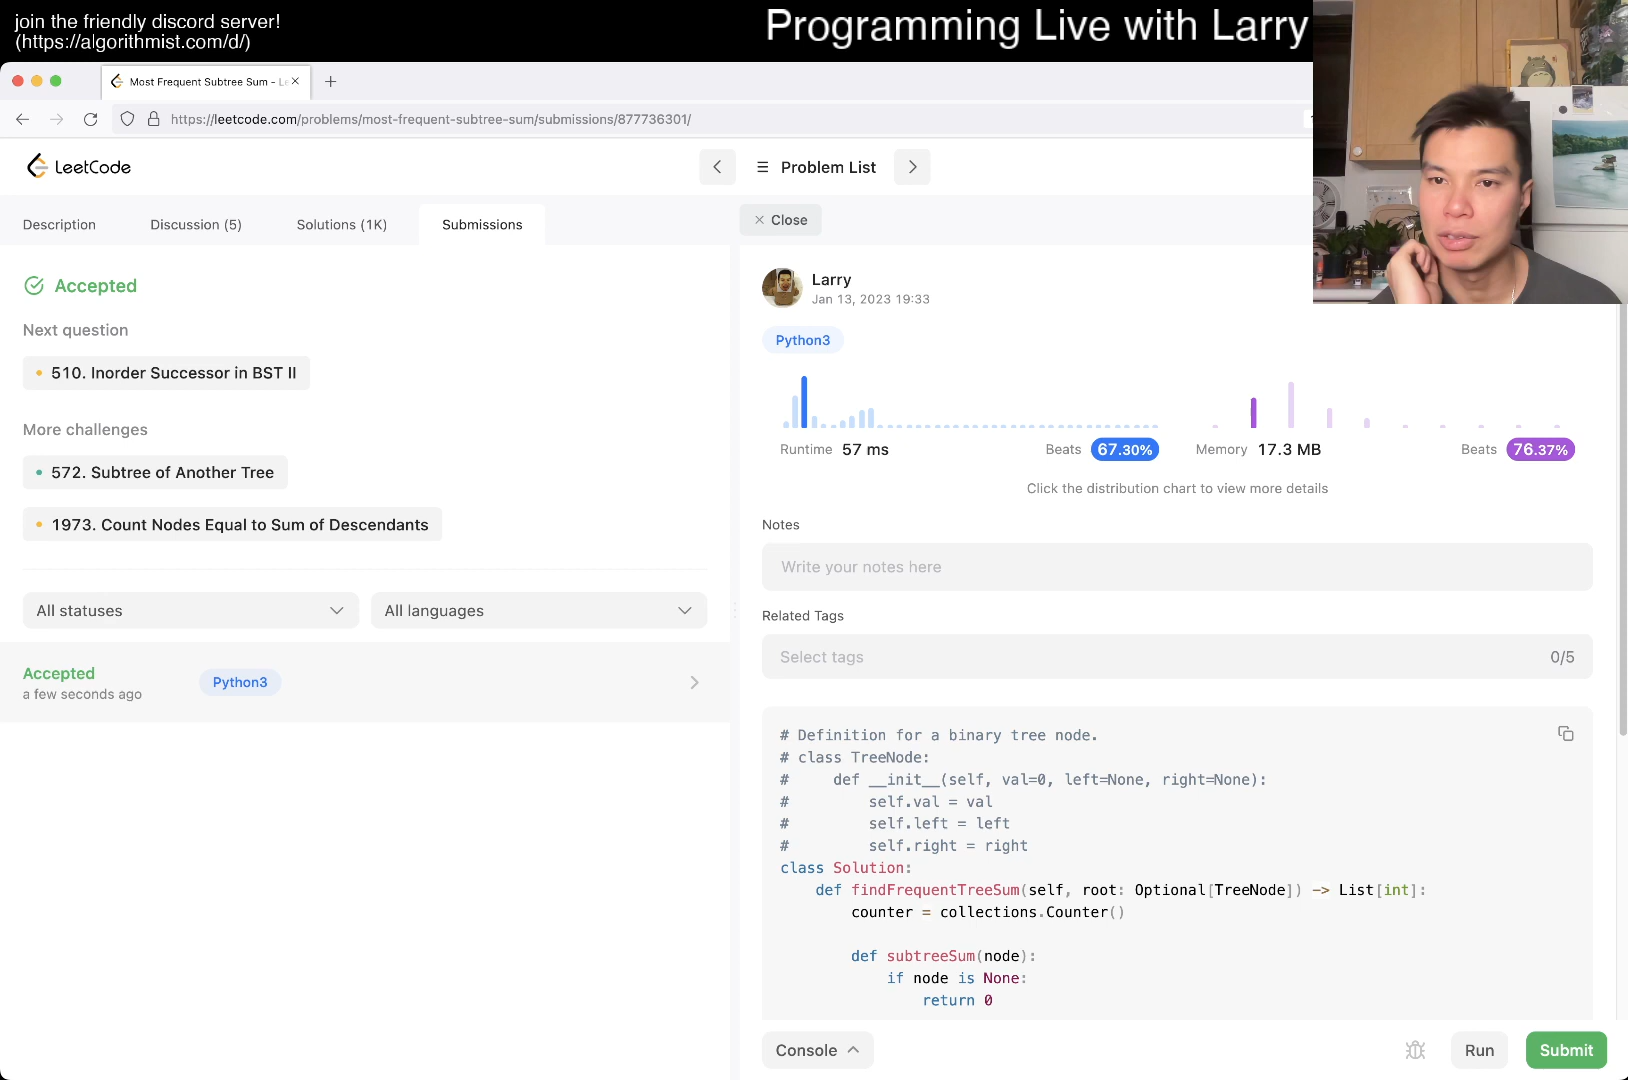 join the friendly discord server!
(https://algorithmist.com/d/)
Programming Live with Larry
Most Frequent Subtree Sum - Le
https://leetcode.com/problems/most-frequent-subtree-sum/submissions/877736301/
LeetCode
Problem List
Description
Discussion (5)
Solutions (1K)
Submissions
Close
Accepted
Next question
510. Inorder Successor in BST II
More challenges
572. Subtree of Another Tree
1973. Count Nodes Equal to Sum of Descendants
All statuses
All languages
Accepted
a few seconds ago
Python3
Larry
Jan 13, 2023 19:33
Python3
Runtime 57 ms
Beats 67.30%
Memory 17.3 MB
Beats 76.37%
Click the distribution chart to view more details
Notes
Write your notes here
Related Tags
Select tags
0/5
# Definition for a binary tree node.
# class TreeNode:
#     def __init__(self, val=0, left=None, right=None):
#         self.val = val
#         self.left = left
#         self.right = right
class Solution:
    def findFrequentTreeSum(self, root: Optional[TreeNode]) -> List[int]:
        counter = collections.Counter()
        def subtreeSum(node):
            if node is None:
                return 0
Console
Run
Submit